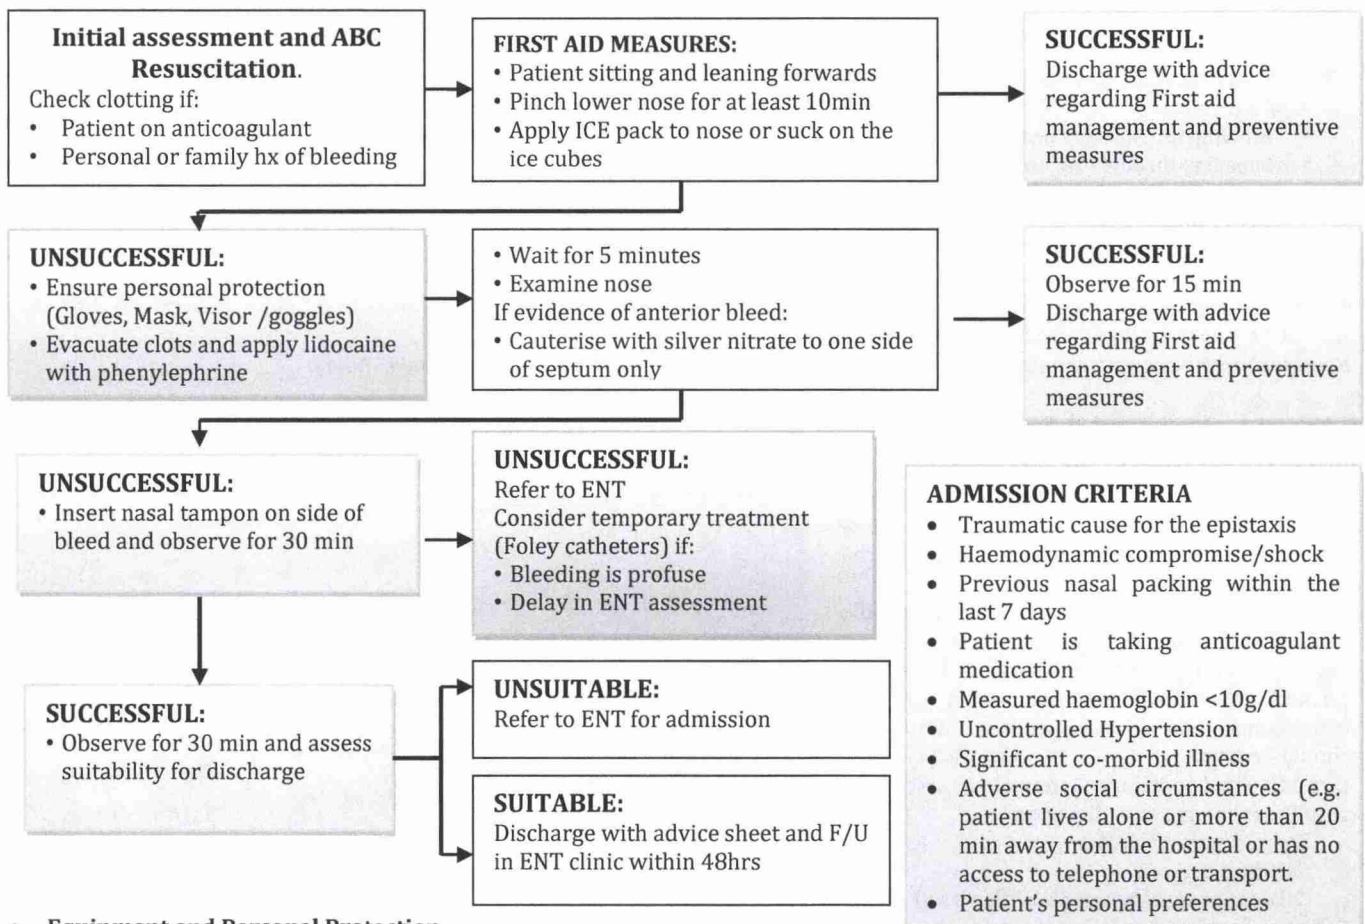 Initial assessment and ABC
Resuscitation.
Check clotting if:
• Patient on anticoagulant
• Personal or family hx of bleeding
FIRST AID MEASURES:
• Patient sitting and leaning forwards
• Pinch lower nose for at least 10min
• Apply ICE pack to nose or suck on the
ice cubes
SUCCESSFUL:
Discharge with advice
regarding First aid
management and preventive
measures
UNSUCCESSFUL:
• Ensure personal protection
(Gloves, Mask, Visor /goggles)
• Evacuate clots and apply lidocaine
with phenylephrine
• Wait for 5 minutes
• Examine nose
If evidence of anterior bleed:
• Cauterise with silver nitrate to one side
of septum only
SUCCESSFUL:
Observe for 15 min
Discharge with advice
regarding First aid
management and preventive
measures
UNSUCCESSFUL:
• Insert nasal tampon on side of
bleed and observe for 30 min
UNSUCCESSFUL:
Refer to ENT
Consider temporary treatment
(Foley catheters) if:
• Bleeding is profuse
• Delay in ENT assessment
SUCCESSFUL:
• Observe for 30 min and assess
suitability for discharge
UNSUITABLE:
Refer to ENT for admission
SUITABLE:
Discharge with advice sheet and F/U
in ENT clinic within 48hrs
ADMISSION CRITERIA
• Traumatic cause for the epistaxis
• Haemodynamic compromise/shock
• Previous nasal packing within the
last 7 days
• Patient is taking anticoagulant
medication
• Measured haemoglobin <10g/dl
• Uncontrolled Hypertension
• Significant co-morbid illness
• Adverse social circumstances (e.g.
patient lives alone or more than 20
min away from the hospital or has no
access to telephone or transport.
• Patient's personal preferences
Equipment and Personal Protection